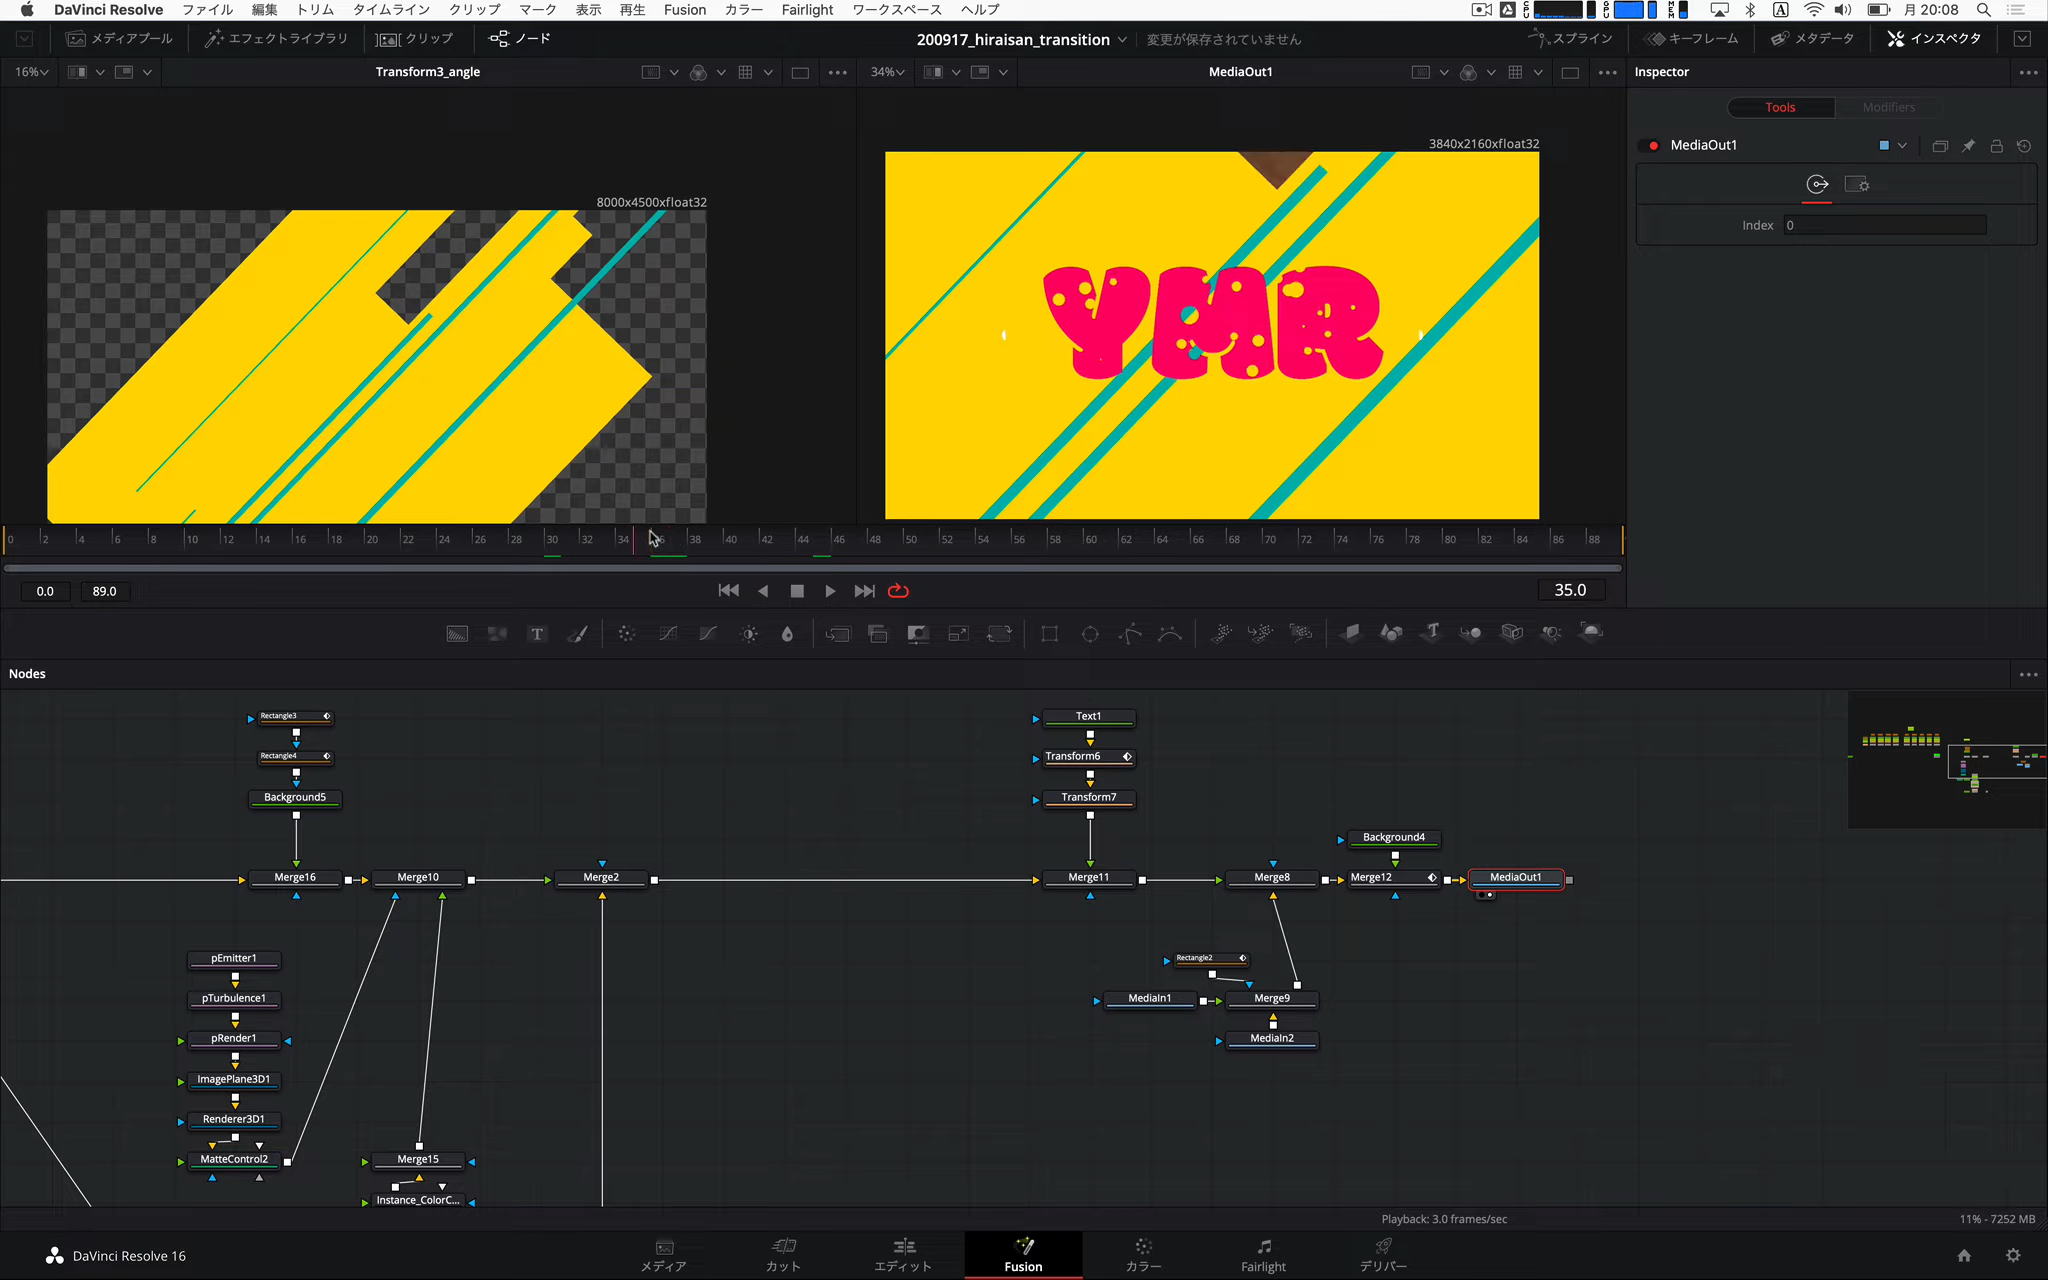 DaVinci Resolve ファイル 編集 トリム タイムライン クリップ マーク 表示 再生 Fusion カラー Fairlight ワークスペース ヘルプ
月 20:08
メディアプール エフェクトライブラリ クリップ ノード
200917_hiraisan_transition 変更が保存されていません
スプライン キーフレーム メタデータ インスペクタ
16% Transform3_angle
34% MediaOut1
Inspector
Tools Modifiers
MediaOut1
Index 0
8000x4500xfloat32
3840x2160xfloat32
YMR
0 2 4 6 8 10 12 14 16 18 20 22 24 26 28 30 32 34 36 38 40 42 44 46 48 50 52 54 56 58 60 62 64 66 68 70 72 74 76 78 80 82 84 86 88
0.0 89.0
35.0
Nodes
Rectangle3
Rectangle4
Background5
Text1
Transform6
Transform7
Background4
Merge16 Merge10 Merge2 Merge11 Merge8 Merge12 MediaOut1
pEmitter1
pTurbulence1
pRender1
ImagePlane3D1
Renderer3D1
MatteControl2
Merge15
Instance_ColorC...
Rectangle2
MediaIn1 Merge9
MediaIn2
Playback: 3.0 frames/sec
11% - 7252 MB
DaVinci Resolve 16
メディア カット エディット Fusion カラー Fairlight デリバー